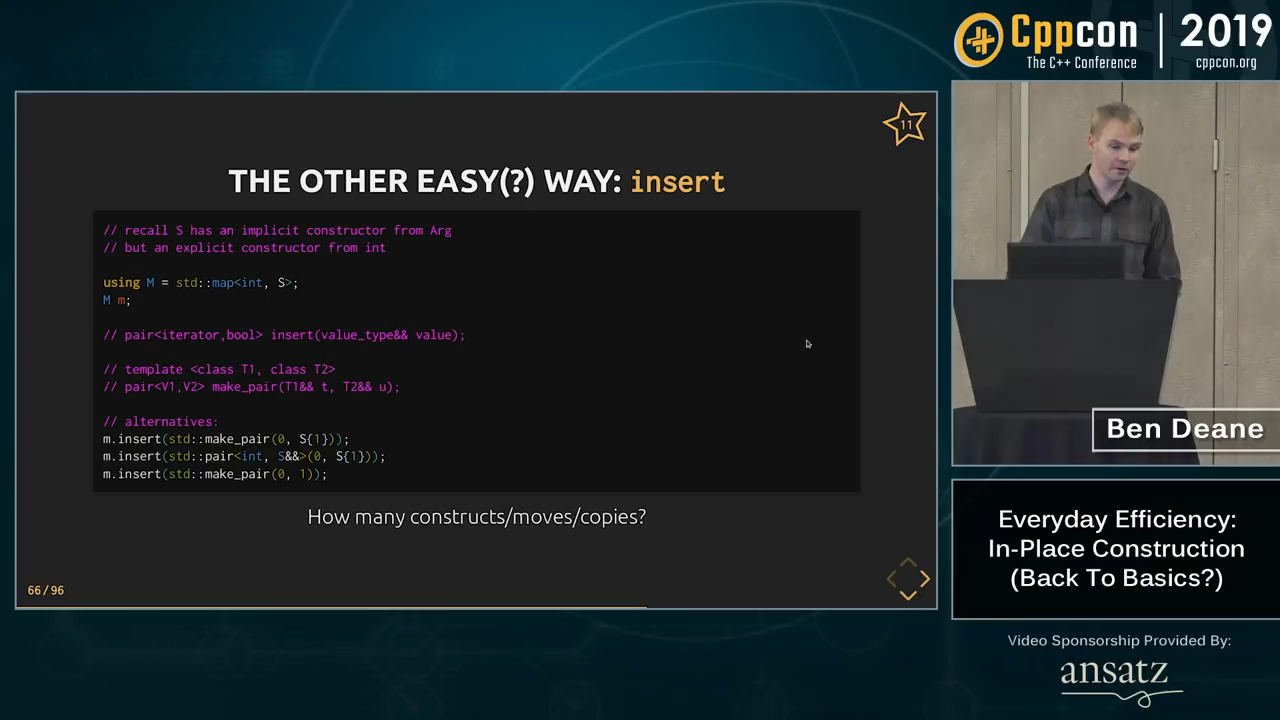 Cppcon | 2019
The C++ Conference
cppcon.org
11
THE OTHER EASY(?) WAY: insert
// recall S has an implicit constructor from Arg
// but an explicit constructor from int
using M = std::map<int, S>;
M m;
// pair<iterator,bool> insert(value_type&& value);
// template <class T1, class T2>
// pair<V1,V2> make_pair(T1&& t, T2&& u);
// alternatives:
m.insert(std::make_pair(0, S{1}));
m.insert(std::pair<int, S&&>(0, S{1}));
m.insert(std::make_pair(0, 1));
How many constructs/moves/copies?
66/96
Ben Deane
Everyday Efficiency:
In-Place Construction
(Back To Basics?)
Video Sponsorship Provided By:
ansatz